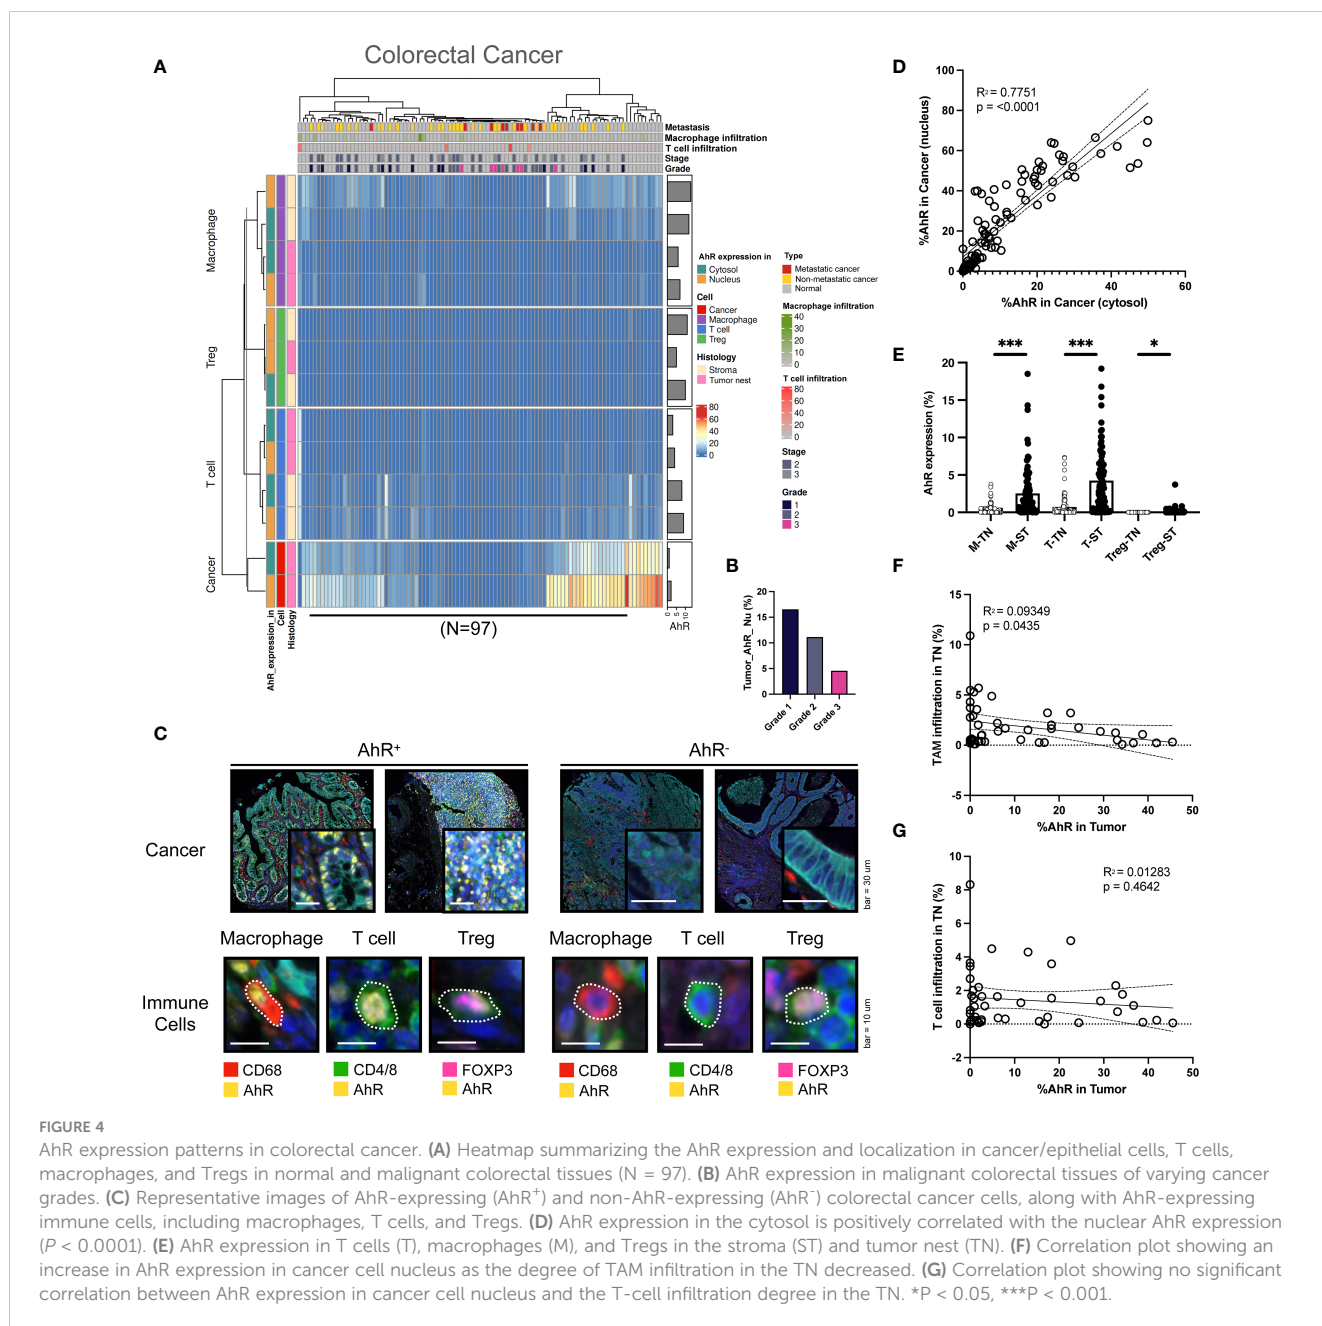 A
Colorectal Cancer
Metastasis
Macrophage infiltration
T cell infiltration
Stage
Grade
Macrophage
Treg
T cell
Cancer
AhR_expression_in
Cell
Histology
(N=97)
0
5
10
AhR
AhR expression in
Cytosol
Nucleus
Cell
Cancer
Macrophage
T cell
Treg
Histology
Stroma
Tumor nest
80
60
40
20
0
Type
Metastatic cancer
Non-metastatic cancer
Normal
Macrophage infiltration
40
30
20
10
0
T cell infiltration
80
60
40
20
0
Stage
2
3
Grade
1
2
3
B
Tumor_AhR_Nu (%)
20
15
10
5
0
Grade 1
Grade 2
Grade 3
C
AhR+
AhR-
Cancer
bar = 30 um
Macrophage
T cell
Treg
Macrophage
T cell
Treg
Immune
Cells
bar = 10 um
CD68
AhR
CD4/8
AhR
FOXP3
AhR
CD68
AhR
CD4/8
AhR
FOXP3
AhR
D
R² = 0.7751
p = <0.0001
%AhR in Cancer (nucleus)
100
80
60
40
20
0
0
20
40
60
%AhR in Cancer (cytosol)
E
*** *** *
AhR expression (%)
20
15
10
5
0
M-TN
M-ST
T-TN
T-ST
Treg-TN
Treg-ST
F
R² = 0.09349
p = 0.0435
TAM infiltration in TN (%)
15
10
5
0
-5
0
10
20
30
40
50
%AhR in Tumor
G
R² = 0.01283
p = 0.4642
T cell infiltration in TN (%)
10
8
6
4
2
0
-2
0
10
20
30
40
50
%AhR in Tumor
FIGURE 4
AhR expression patterns in colorectal cancer. (A) Heatmap summarizing the AhR expression and localization in cancer/epithelial cells, T cells,
macrophages, and Tregs in normal and malignant colorectal tissues (N = 97). (B) AhR expression in malignant colorectal tissues of varying cancer
grades. (C) Representative images of AhR-expressing (AhR+) and non-AhR-expressing (AhR-) colorectal cancer cells, along with AhR-expressing
immune cells, including macrophages, T cells, and Tregs. (D) AhR expression in the cytosol is positively correlated with the nuclear AhR expression
(P < 0.0001). (E) AhR expression in T cells (T), macrophages (M), and Tregs in the stroma (ST) and tumor nest (TN). (F) Correlation plot showing an
increase in AhR expression in cancer cell nucleus as the degree of TAM infiltration in the TN decreased. (G) Correlation plot showing no significant
correlation between AhR expression in cancer cell nucleus and the T-cell infiltration degree in the TN. *P < 0.05, ***P < 0.001.